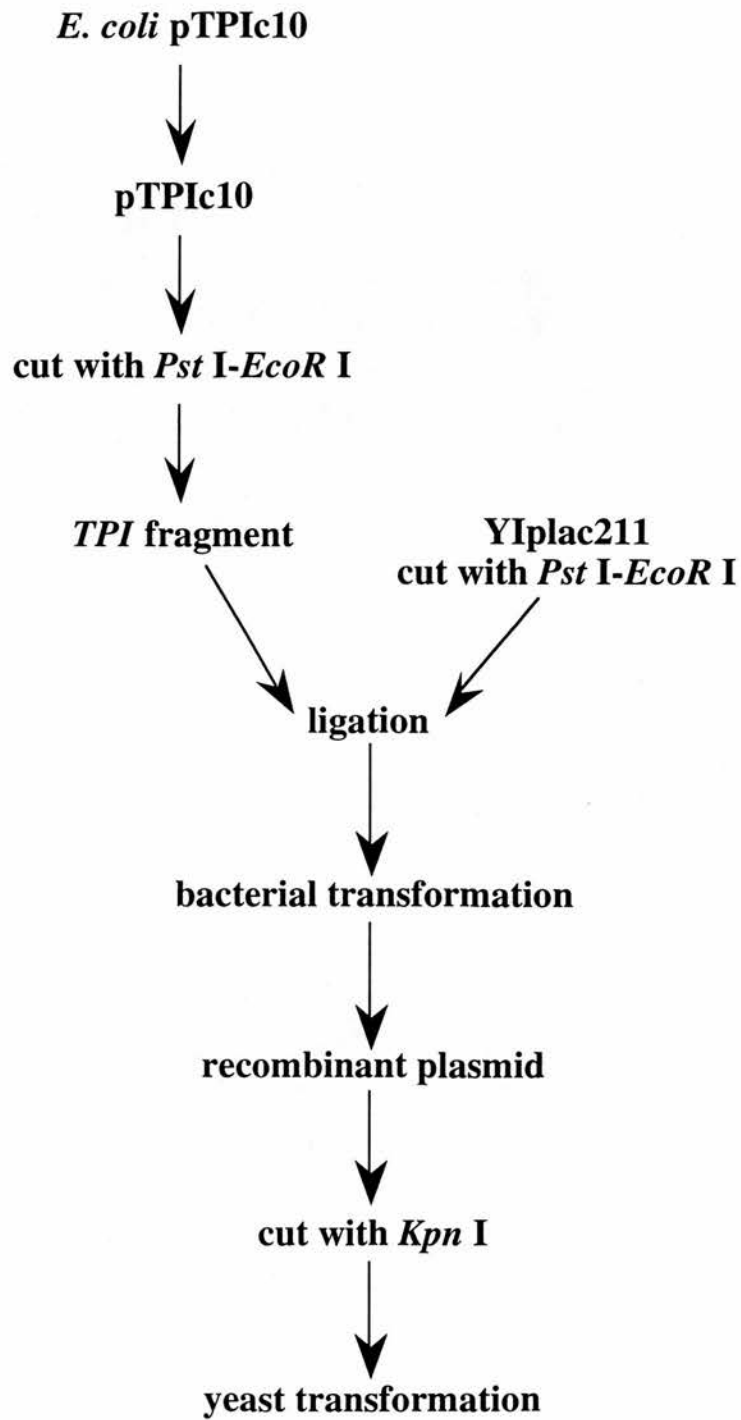 E. coli pTPIc10
pTPIc10
cut with Pst I-EcoR I
TPI fragment
YIplac211
cut with Pst I-EcoR I
ligation
bacterial transformation
recombinant plasmid
cut with Kpn I
yeast transformation